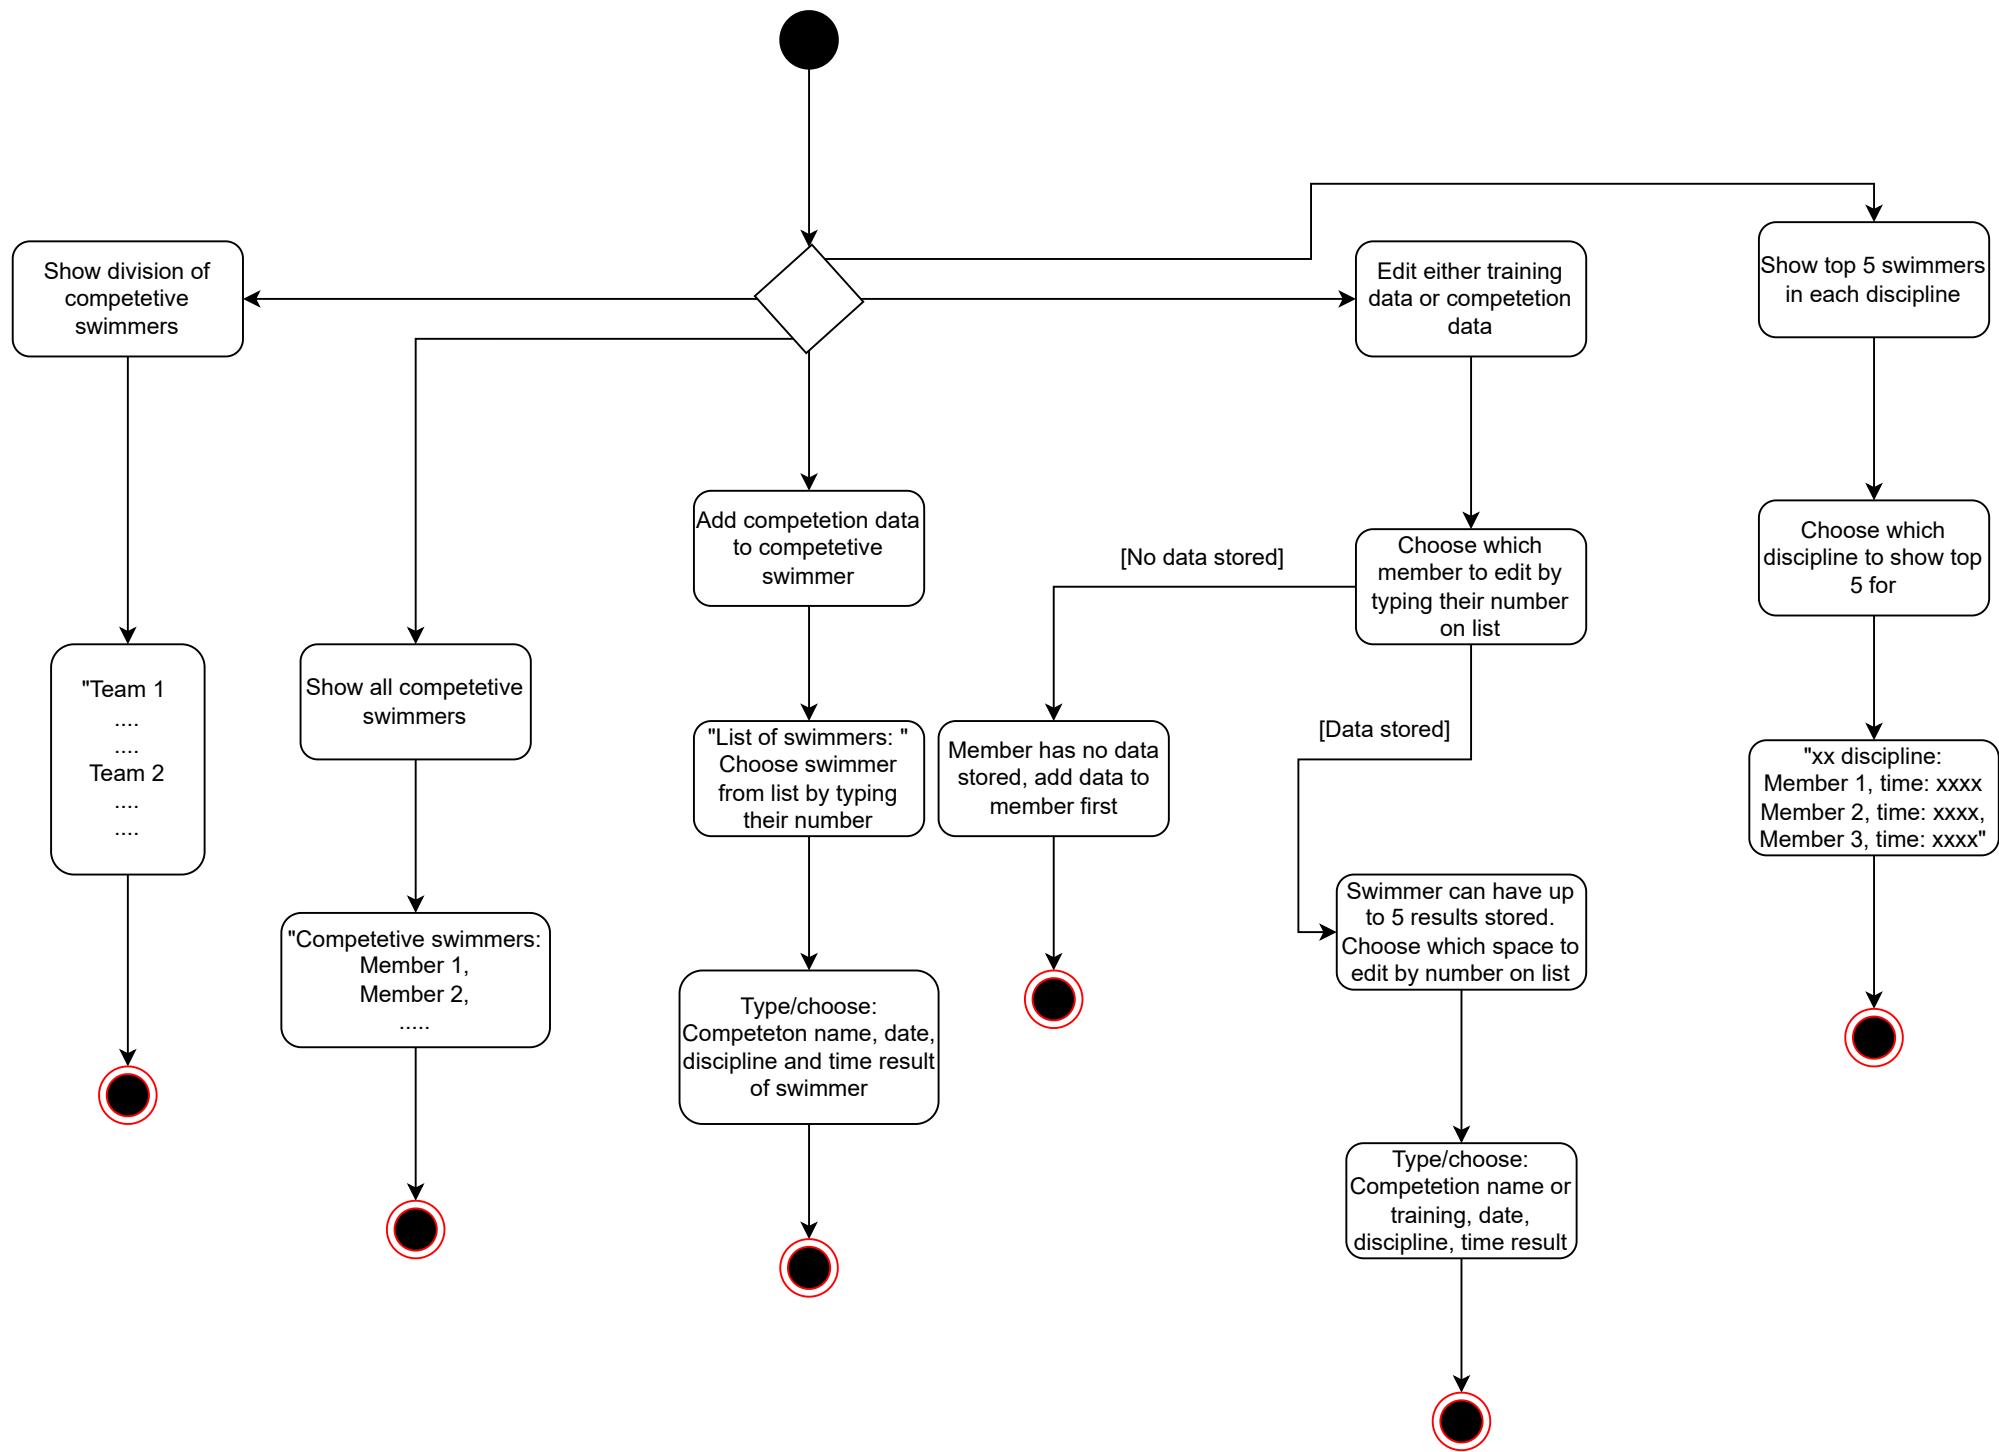 Show division of
competetive
swimmers
Edit either training
data or competetion
data
Show top 5 swimmers
in each discipline
Add competetion data
to competetive
swimmer
[No data stored]
Choose which
member to edit by
typing their number
on list
Choose which
discipline to show top
5 for
"Team 1
....
....
Team 2
....
....
Show all competetive
swimmers
"List of swimmers: "
Choose swimmer
from list by typing
their number
Member has no data
stored, add data to
member first
[Data stored]
"xx discipline:
Member 1, time: xxxx
Member 2, time: xxxx,
Member 3, time: xxxx"
"Competetive swimmers:
Member 1,
Member 2,
.....
Swimmer can have up
to 5 results stored.
Choose which space to
edit by number on list
Type/choose:
Competeton name, date,
discipline and time result
of swimmer
Type/choose:
Competetion name or
training, date,
discipline, time result